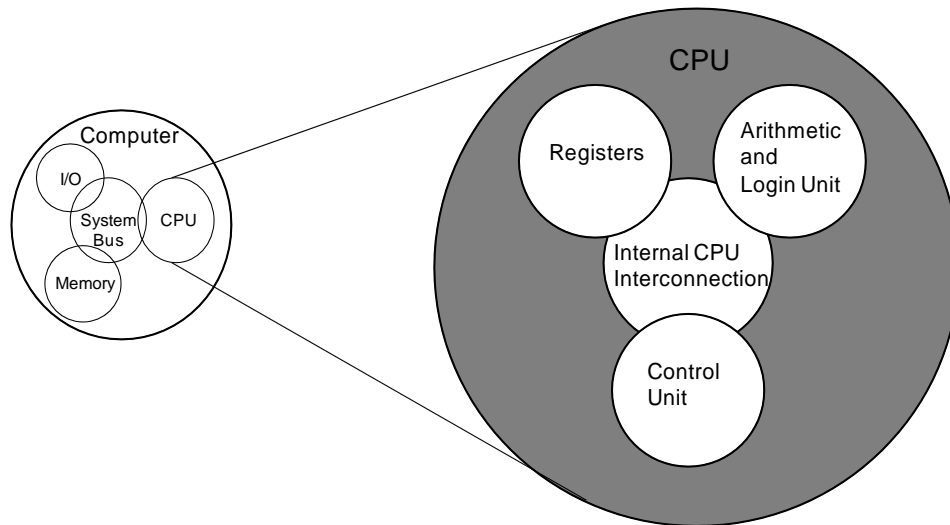 Computer
I/O
System
Bus
CPU
Memory
CPU
Registers
Arithmetic
and
Login Unit
Internal CPU
Interconnection
Control
Unit